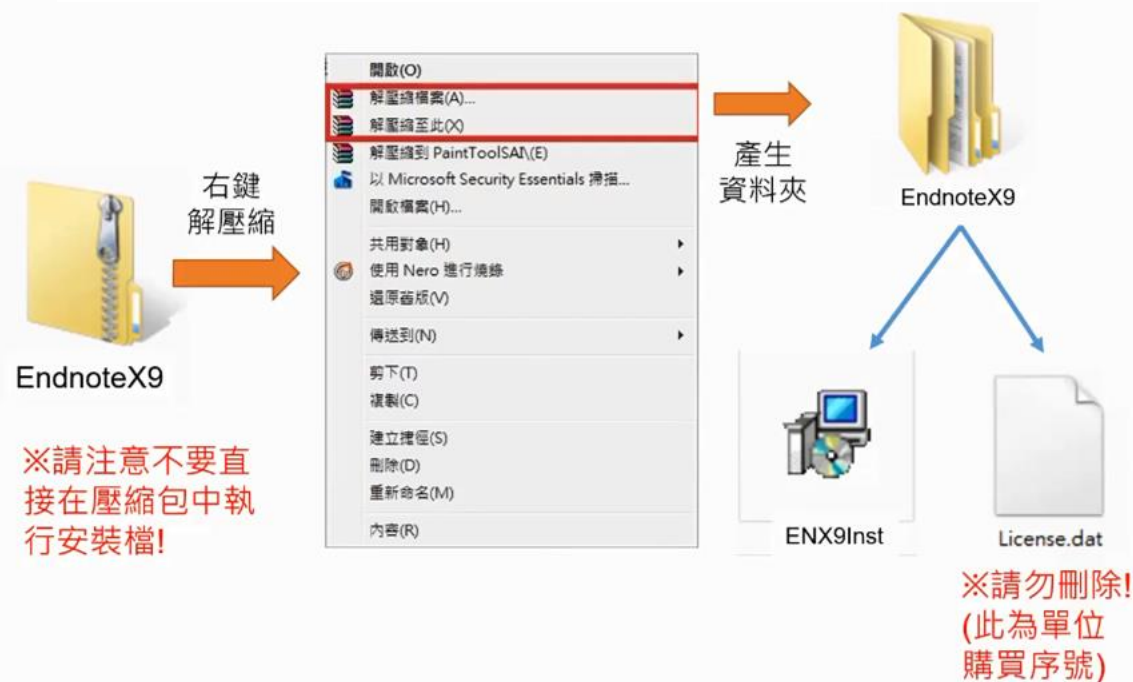 EndnoteX9
※請注意不要直
接在壓縮包中執
行安裝檔!
右鍵
解壓縮
開啟(O)
解壓縮檔案(A)...
解壓縮至此(X)
解壓縮到 PaintToolSAI\(E)
以 Microsoft Security Essentials 掃描...
開啟檔案(H)...
共用對象(H)
使用 Nero 進行燒錄
還原舊版(V)
傳送到(N)
剪下(T)
複製(C)
建立捷徑(S)
刪除(D)
重新命名(M)
內容(R)
產生
資料夾
EndnoteX9
ENX9Inst
License.dat
※請勿刪除!
(此為單位
購買序號)